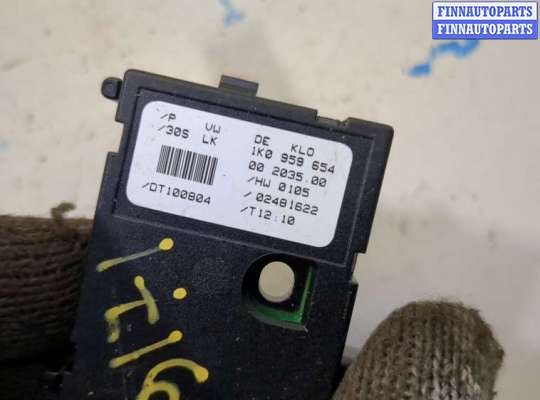 FINNAUTOPARTS
FINNAUTOPARTS
/P VW DE KLO
/30S LK 1K0 959 654
00 2035.00
/HW 0105
/DT100804 /02481622
/T12:10